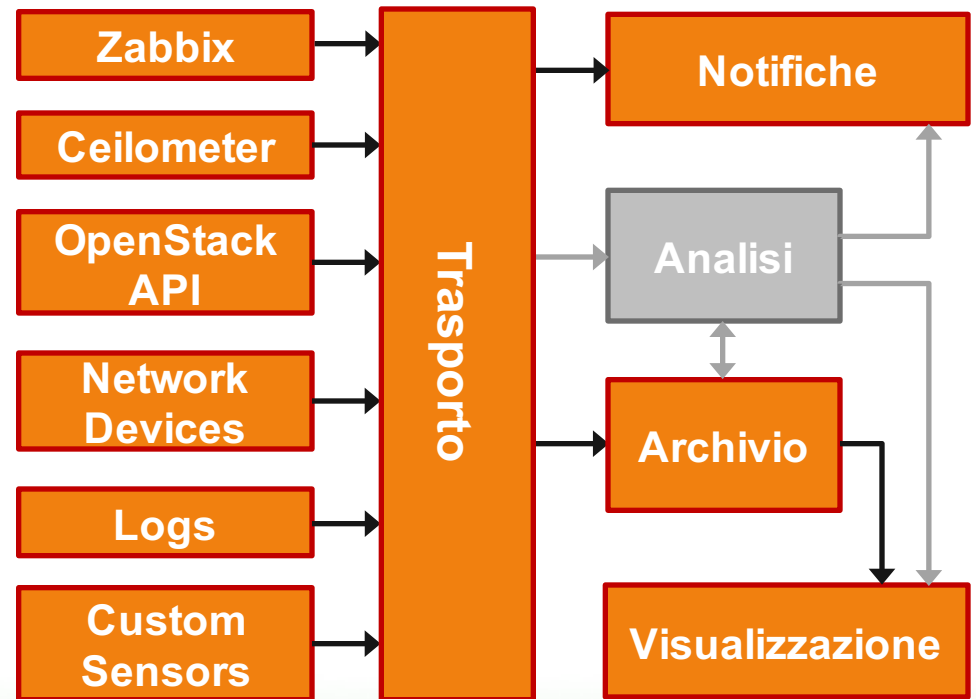 Zabbix
Ceilometer
OpenStack
API
Network
Devices
Logs
Custom
Sensors
Trasporto
Notifiche
Analisi
Archivio
Visualizzazione